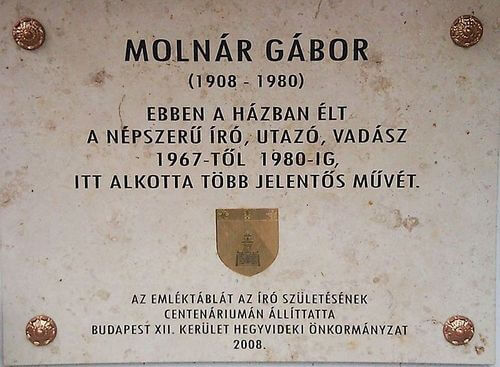 MOLNÁR GÁBOR
(1908 - 1980)
EBBEN A HÁZBAN ÉLT
A NÉPSZERŰ ÍRÓ, UTAZÓ, VADÁSZ
1967-TŐL 1980-IG,
ITT ALKOTTA TÖBB JELENTŐS MŰVÉT.
AZ EMLÉKTÁBLÁT AZ ÍRÓ SZÜLETÉSÉNEK
CENTENÁRIUMÁN ÁLLÍTTATTA
BUDAPEST XII. KERÜLET HEGYVIDEKI ÖNKORMÁNYZAT
2008.